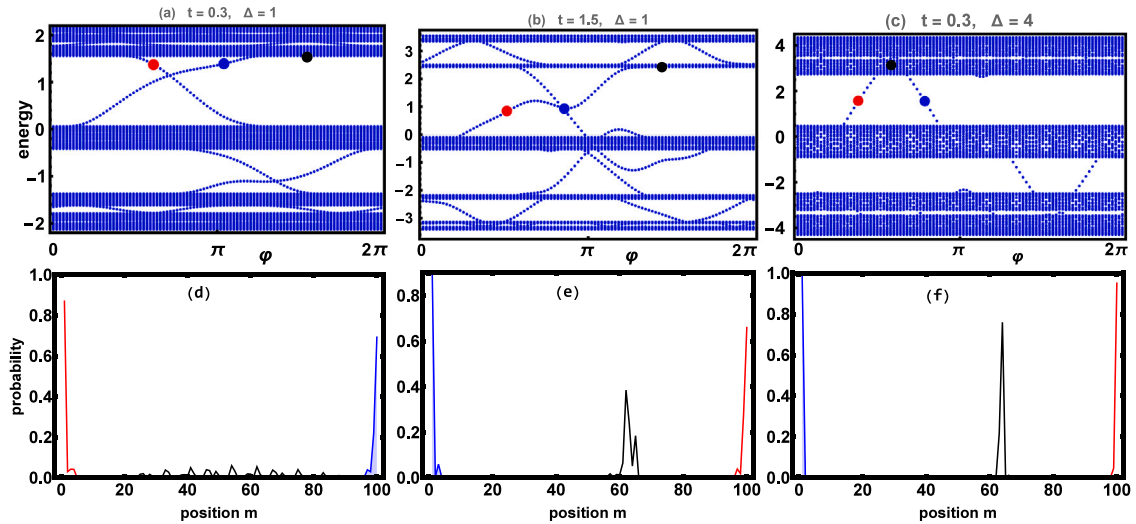 (a) t = 0.3, Δ = 1
(b) t = 1.5, Δ = 1
(c) t = 0.3, Δ = 4
energy
2
1
0
−1
−2
0
π
φ
2π
3
2
1
0
−1
−2
−3
0
π
φ
2π
4
2
0
−2
−4
0
π
φ
2π
(d)
probability
1.0
0.8
0.6
0.4
0.2
0.0
0 20 40 60 80 100
position m
(e)
0.8
0.6
0.4
0.2
0.0
0 20 40 60 80 100
position m
(f)
1.0
0.8
0.6
0.4
0.2
0.0
0 20 40 60 80 100
position m